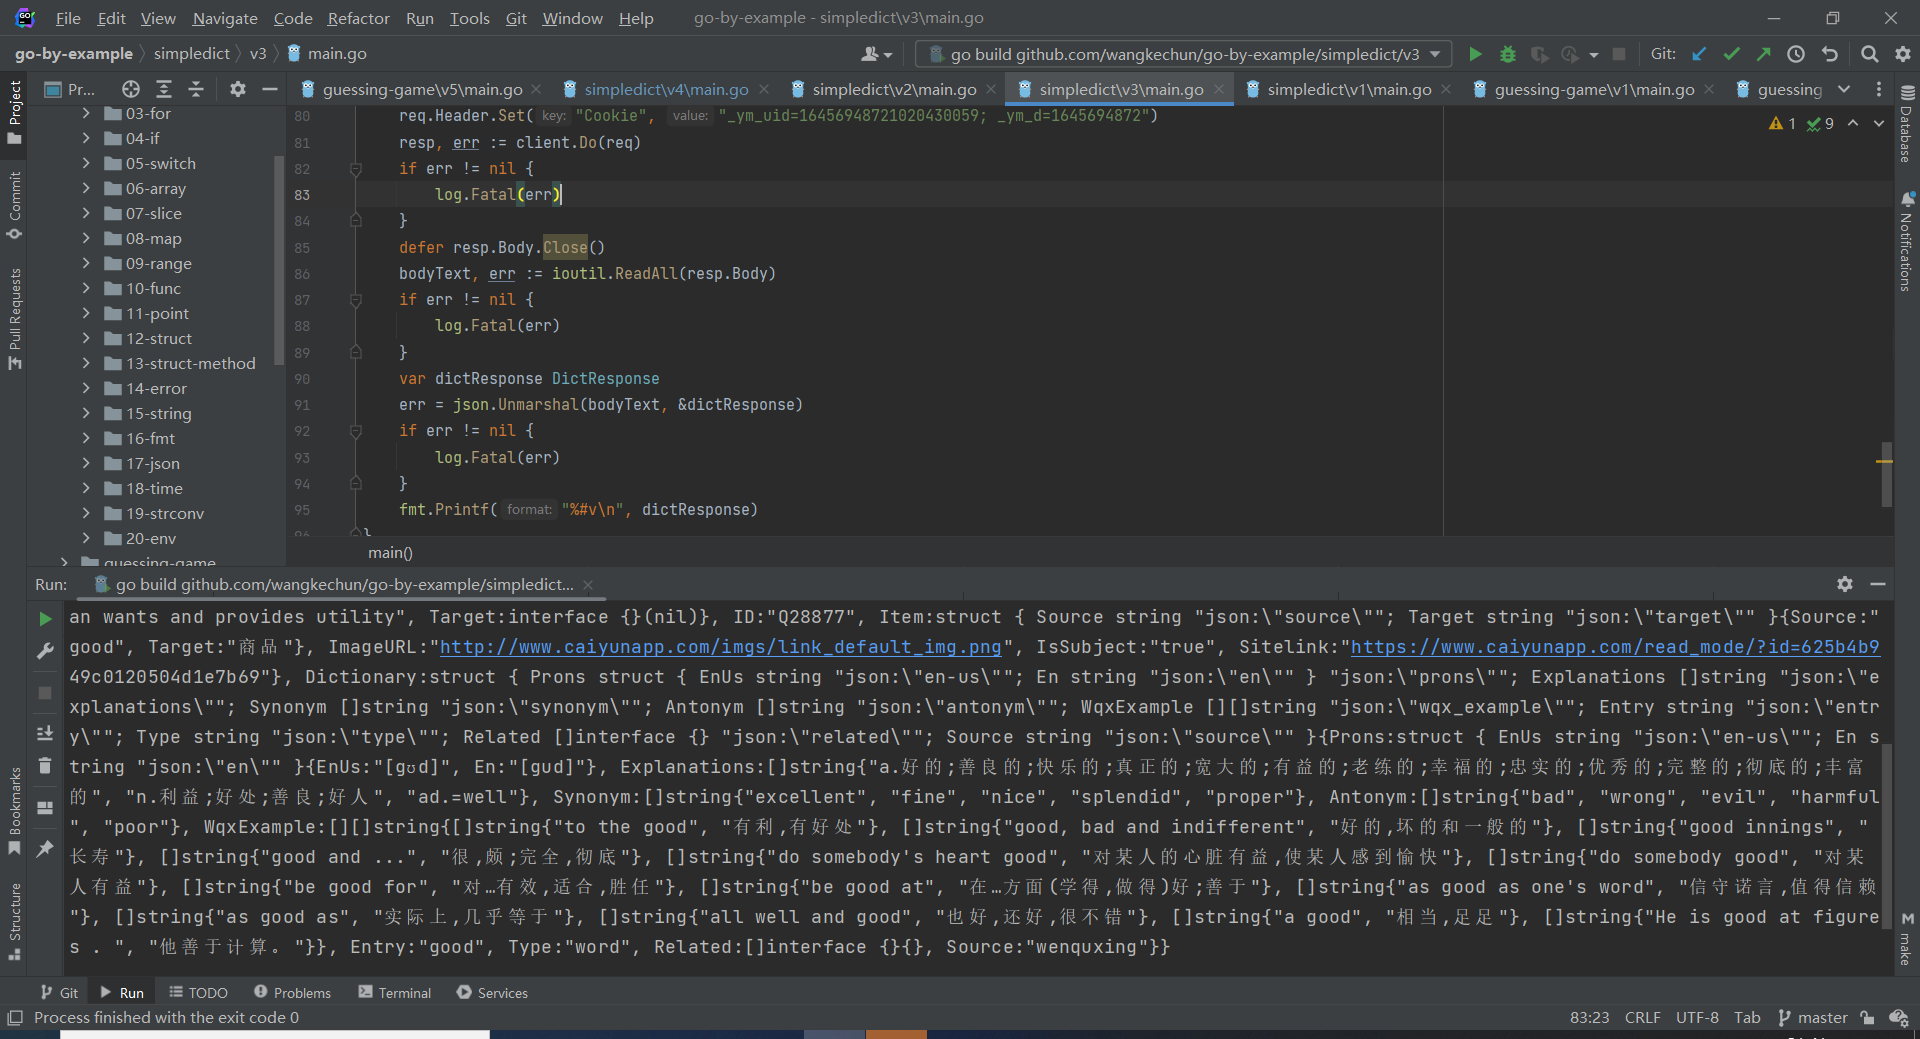 File Edit View Navigate Code Refactor Run Tools Git Window Help go-by-example - simpledict\v3\main.go
go-by-example simpledict v3 main.go go build github.com/wangkechun/go-by-example/simpledict/v3 Git:
Pr... guessing-game\v5\main.go simpledict\v4\main.go simpledict\v2\main.go simpledict\v3\main.go simpledict\v1\main.go guessing-game\v1\main.go guessing
Project
Commit
Pull Requests
03-for
04-if
05-switch
06-array
07-slice
08-map
09-range
10-func
11-point
12-struct
13-struct-method
14-error
15-string
16-fmt
17-json
18-time
19-strconv
20-env
guessing-game
80 req.Header.Set( key: "Cookie", value: "_ym_uid=16456948721020430059; _ym_d=1645694872")
81 resp, err := client.Do(req)
82 if err != nil {
83 log.Fatal(err)
84 }
85 defer resp.Body.Close()
86 bodyText, err := ioutil.ReadAll(resp.Body)
87 if err != nil {
88 log.Fatal(err)
89 }
90 var dictResponse DictResponse
91 err = json.Unmarshal(bodyText, &dictResponse)
92 if err != nil {
93 log.Fatal(err)
94 }
95 fmt.Printf( format: "%#v\n", dictResponse)
96 }
main()
1 9
Database
Notifications
Run: go build github.com/wangkechun/go-by-example/simpledict...
an wants and provides utility", Target:interface {}(nil)}, ID:"Q28877", Item:struct { Source string "json:\"source\""; Target string "json:\"target\"" }{Source:"
good", Target:"商品"}, ImageURL:"http://www.caiyunapp.com/imgs/link_default_img.png", IsSubject:"true", Sitelink:"https://www.caiyunapp.com/read_mode/?id=625b4b9
49c0120504d1e7b69"}, Dictionary:struct { Prons struct { EnUs string "json:\"en-us\""; En string "json:\"en\"" } "json:\"prons\""; Explanations []string "json:\"e
xplanations\""; Synonym []string "json:\"synonym\""; Antonym []string "json:\"antonym\""; WqxExample [][]string "json:\"wqx_example\""; Entry string "json:\"entr
y\""; Type string "json:\"type\""; Related []interface {} "json:\"related\""; Source string "json:\"source\"" }{Prons:struct { EnUs string "json:\"en-us\""; En s
tring "json:\"en\"" }{EnUs:"[gʊd]", En:"[gud]"}, Explanations:[]string{"a.好的;善良的;快乐的;真正的;宽大的;有益的;老练的;幸福的;忠实的;优秀的;完整的;彻底的;丰富
的", "n.利益;好处;善良;好人", "ad.=well"}, Synonym:[]string{"excellent", "fine", "nice", "splendid", "proper"}, Antonym:[]string{"bad", "wrong", "evil", "harmful
", "poor"}, WqxExample:[][]string{[]string{"to the good", "有利,有好处"}, []string{"good, bad and indifferent", "好的,坏的和一般的"}, []string{"good innings", "
长寿"}, []string{"good and ...", "很,颇;完全,彻底"}, []string{"do somebody's heart good", "对某人的心脏有益,使某人感到愉快"}, []string{"do somebody good", "对某
人有益"}, []string{"be good for", "对…有效,适合,胜任"}, []string{"be good at", "在…方面(学得,做得)好;善于"}, []string{"as good as one's word", "信守诺言,值得信赖
"}, []string{"as good as", "实际上,几乎等于"}, []string{"all well and good", "也好,还好,很不错"}, []string{"a good", "相当,足足"}, []string{"He is good at figure
s . ", "他善于计算。"}}, Entry:"good", Type:"word", Related:[]interface {}{}, Source:"wenquxing"}}
Bookmarks
Structure
make
Git Run TODO Problems Terminal Services
Process finished with the exit code 0 83:23 CRLF UTF-8 Tab master